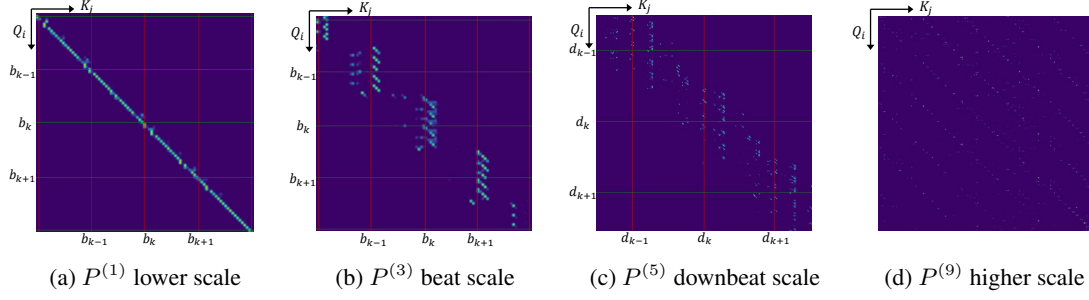 K_j K_j K_j K_j
Q_i Q_i Q_i Q_i
b_{k-1} b_{k-1} d_{k-1}
b_k b_k d_k
b_{k+1} b_{k+1} d_{k+1}
b_{k-1} b_k b_{k+1} b_{k-1} b_k b_{k+1} d_{k-1} d_k d_{k+1}
(a) P^{(1)} lower scale (b) P^{(3)} beat scale (c) P^{(5)} downbeat scale (d) P^{(9)} higher scale